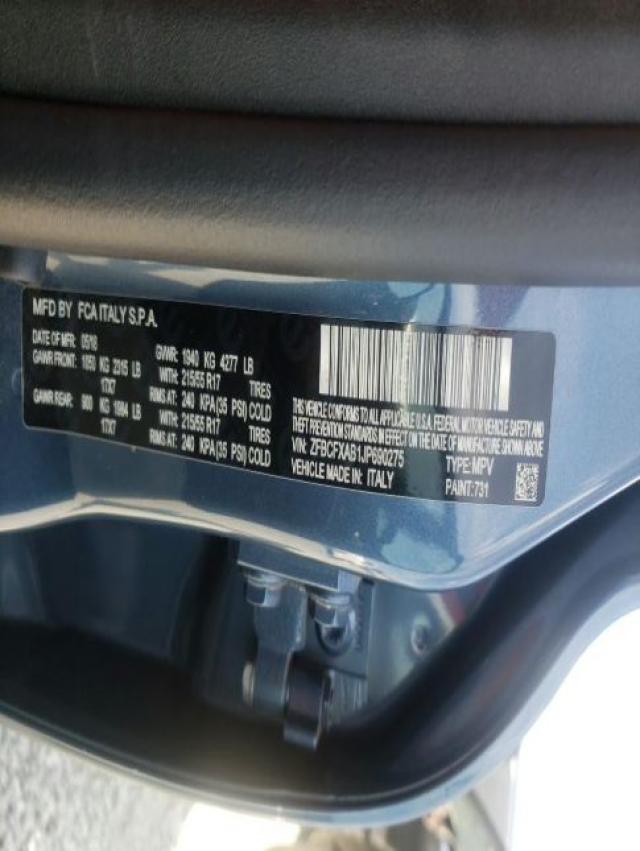 MFD BY FCA ITALY S.P.A.
DATE OF MFR: 05/18 GVWR: 1940 KG 4277 LB
GAWR FRONT: 1050 KG 2315 LB WITH: 215/55 R17 TIRES
17X7 RIMS AT: 240 KPA (35 PSI) COLD
GAWR REAR: 900 KG 1984 LB WITH: 215/55 R17 TIRES
17X7 RIMS AT: 240 KPA (35 PSI) COLD
THIS VEHICLE CONFORMS TO ALL APPLICABLE U.S.A. FEDERAL MOTOR VEHICLE SAFETY AND
THEFT PREVENTION STANDARDS IN EFFECT ON THE DATE OF MANUFACTURE SHOWN ABOVE.
VIN: ZFBCFXAB1JP690275 TYPE: MPV
VEHICLE MADE IN: ITALY PAINT: 731